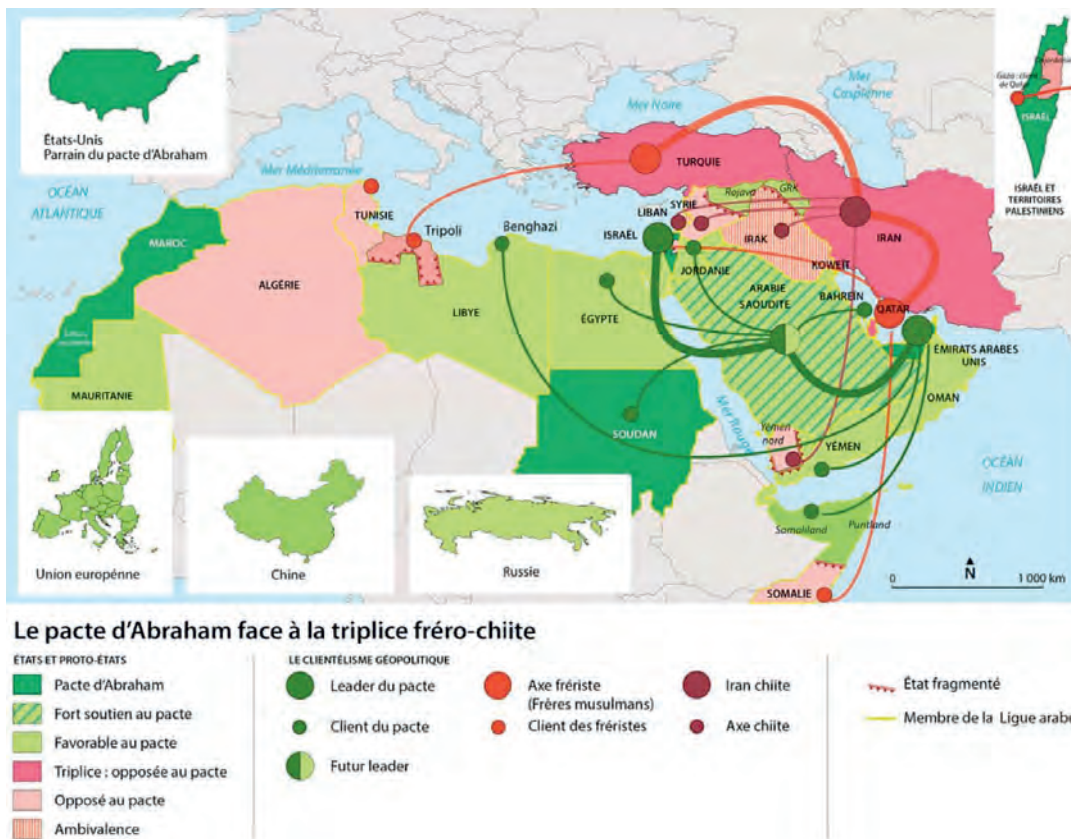 États-Unis
Parrain du pacte d'Abraham
OCÉAN
ATLANTIQUE
Mer Méditerranée
Mer Noire
Mer
Caspienne
ISRAËL
ISRAËL ET
TERRITOIRES
PALESTINIENS
TURQUIE
Rojava
GRK
SYRIE
LIBAN
ISRAËL
IRAK
IRAN
KOWEÏT
JORDANIE
ARABIE
SAOUDITE
BAHREIN
QATAR
ÉMIRATS ARABES
UNIS
OMAN
YÉMEN
Yémen
nord
Mer Rouge
MAROC
ALGÉRIE
TUNISIE
Tripoli
Benghazi
LIBYE
ÉGYPTE
MAURITANIE
SOUDAN
Somaliland
Puntland
SOMALIE
OCÉAN
INDIEN
Union europénne
Chine
Russie
N
0 1 000 km
Le pacte d'Abraham face à la triplice fréro-chiite
ÉTATS ET PROTO-ÉTATS
Pacte d'Abraham
Fort soutien au pacte
Favorable au pacte
Triplice : opposée au pacte
Opposé au pacte
Ambivalence
LE CLIENTÉLISME GÉOPOLITIQUE
Leader du pacte
Client du pacte
Futur leader
Axe frériste
(Frères musulmans)
Client des fréristes
Iran chiite
Axe chiite
État fragmenté
Membre de la Ligue arabe